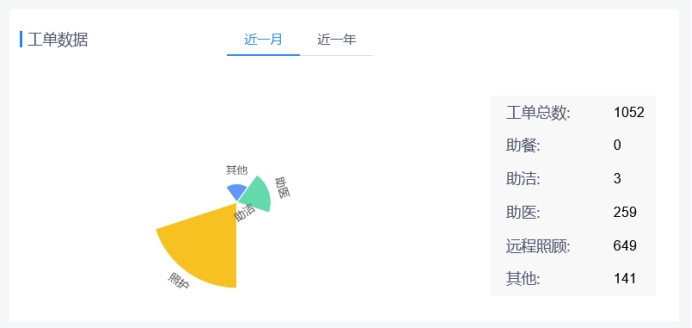 工单数据
近一月
近一年
其他
助医
助洁
照护
工单总数: 1052
助餐: 0
助洁: 3
助医: 259
远程照顾: 649
其他: 141